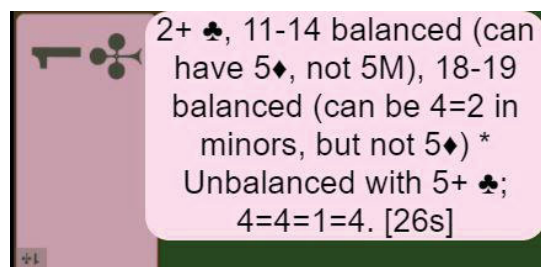 1♣
2+ ♣, 11-14 balanced (can
have 5♦, not 5M), 18-19
balanced (can be 4=2 in
minors, but not 5♦) *
Unbalanced with 5+ ♣;
4=4=1=4. [26s]